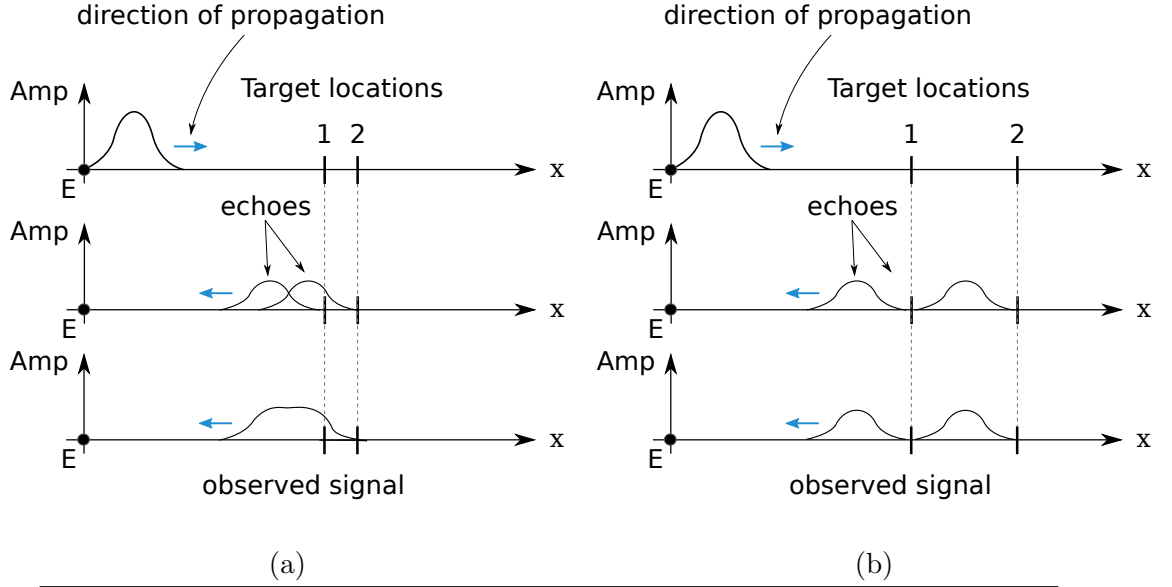 direction of propagation
Amp
Target locations
1 2
E
x
echoes
Amp
E
x
Amp
E
x
observed signal
(a)
direction of propagation
Amp
Target locations
1 2
E
x
echoes
Amp
E
x
Amp
E
x
observed signal
(b)